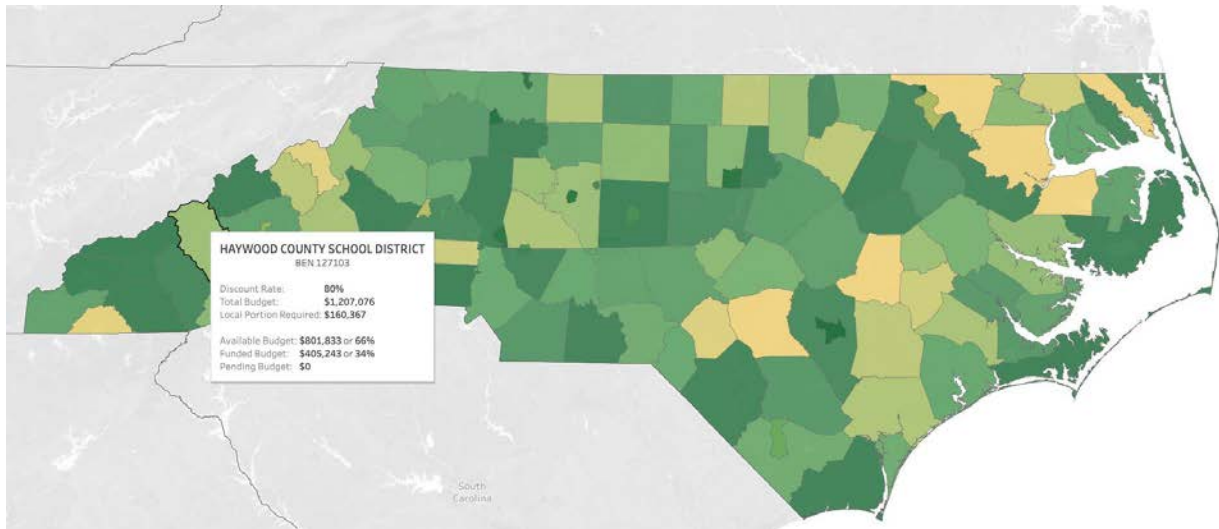 HAYWOOD COUNTY SCHOOL DISTRICT
BEN 127103
Discount Rate: 80%
Total Budget: $1,207,076
Local Portion Required: $160,367
Available Budget: $801,833 or 66%
Funded Budget: $405,243 or 34%
Pending Budget: $0
South
Carolina